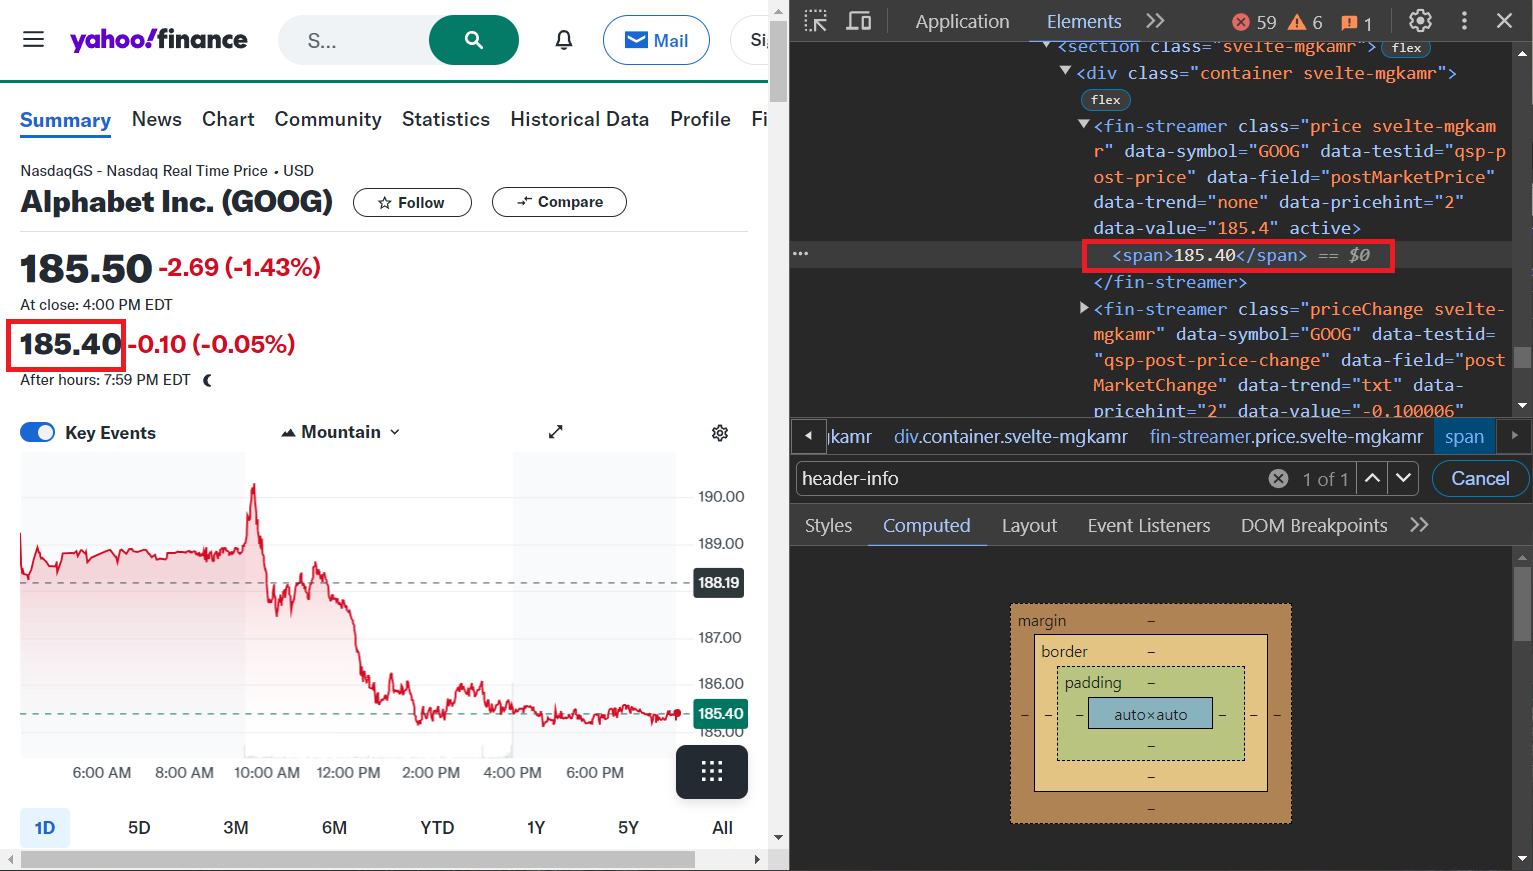 yahoo!finance
S...
Mail
Summary News Chart Community Statistics Historical Data Profile
NasdaqGS - Nasdaq Real Time Price • USD
Alphabet Inc. (GOOG)
Follow
Compare
185.50 -2.69 (-1.43%)
At close: 4:00 PM EDT
185.40 -0.10 (-0.05%)
After hours: 7:59 PM EDT
Key Events
Mountain
190.00
189.00
188.19
187.00
186.00
185.40
185.00
6:00 AM 8:00 AM 10:00 AM 12:00 PM 2:00 PM 4:00 PM 6:00 PM
1D 5D 3M 6M YTD 1Y 5Y All
Application Elements 59 6 1
<section class="svelte-mgkamr"> flex
<div class="container svelte-mgkamr">
flex
<fin-streamer class="price svelte-mgkam
r" data-symbol="GOOG" data-testid="qsp-p
ost-price" data-field="postMarketPrice"
data-trend="none" data-pricehint="2"
data-value="185.4" active>
... <span>185.40</span> == $0
</fin-streamer>
<fin-streamer class="priceChange svelte-
mgkamr" data-symbol="GOOG" data-testid=
"qsp-post-price-change" data-field="post
MarketChange" data-trend="txt" data-
pricehint="2" data-value="-0.100006"
div.container.svelte-mgkamr fin-streamer.price.svelte-mgkamr span
header-info 1 of 1 Cancel
Styles Computed Layout Event Listeners DOM Breakpoints
margin –
border –
padding –
– – – auto×auto – – –
–
–
–